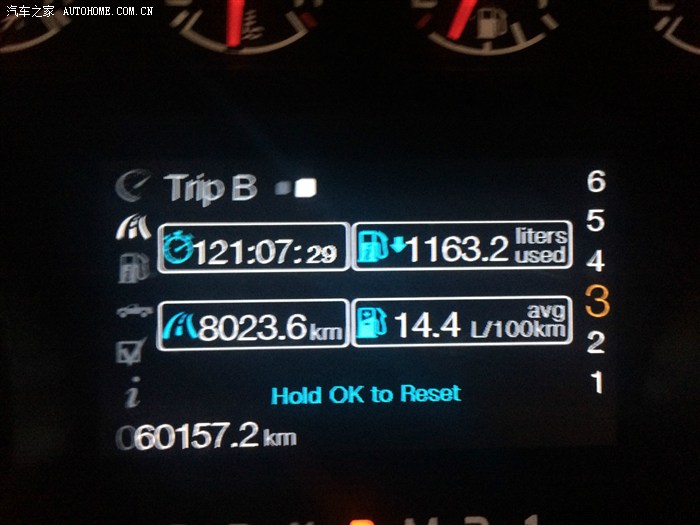 汽车之家 AUTOHOME.COM.CN
Trip B
121:07:29
1163.2 liters used
8023.6 km
14.4 avg L/100km
Hold OK to Reset
060157.2 km
6
5
4
3
2
1